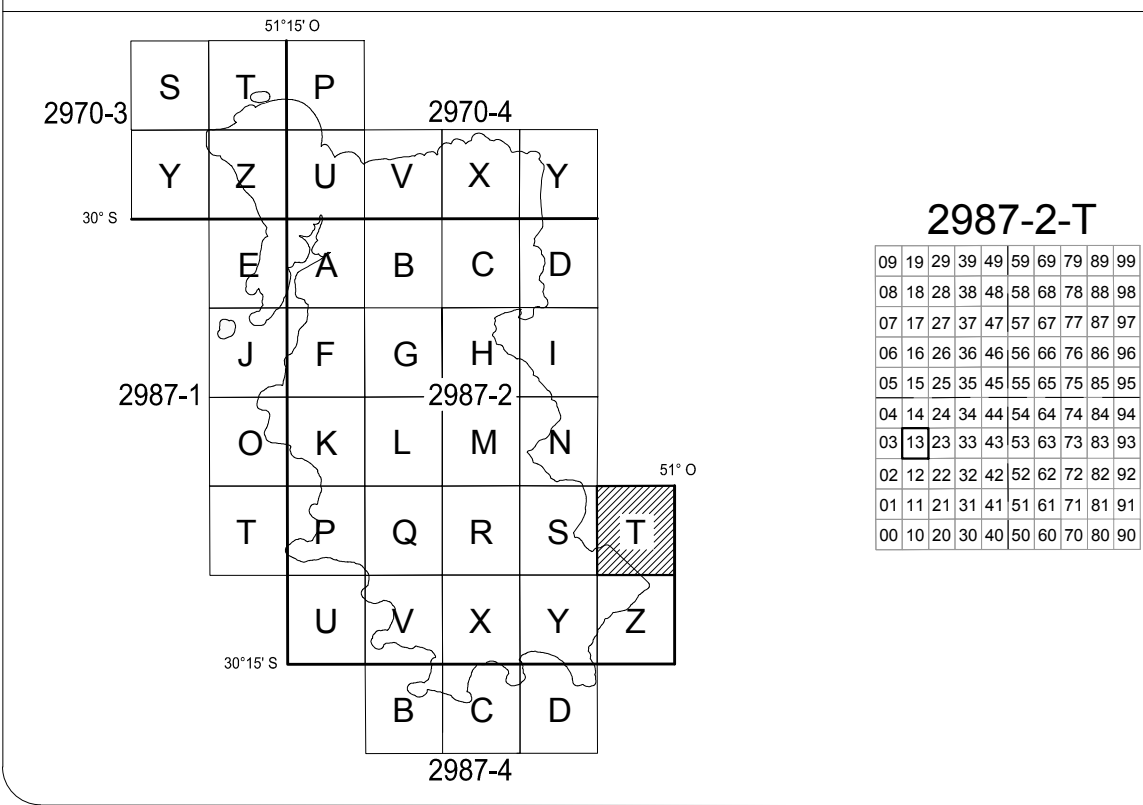 51°15' O
S T P
2970-3 2970-4
Y Z U V X Y
30° S
E A B C D
J F G H I
2987-1 2987-2
O K L M N
51° O
T P Q R S T
U V X Y Z
30°15' S
B C D
2987-4
2987-2-T
09 19 29 39 49 59 69 79 89 99
08 18 28 38 48 58 68 78 88 98
07 17 27 37 47 57 67 77 87 97
06 16 26 36 46 56 66 76 86 96
05 15 25 35 45 55 65 75 85 95
04 14 24 34 44 54 64 74 84 94
03 13 23 33 43 53 63 73 83 93
02 12 22 32 42 52 62 72 82 92
01 11 21 31 41 51 61 71 81 91
00 10 20 30 40 50 60 70 80 90